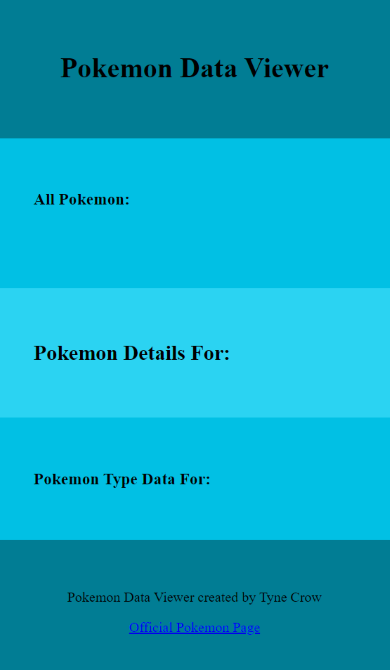 Pokemon Data Viewer
All Pokemon:
Pokemon Details For:
Pokemon Type Data For:
Pokemon Data Viewer created by Tyne Crow
Official Pokemon Page